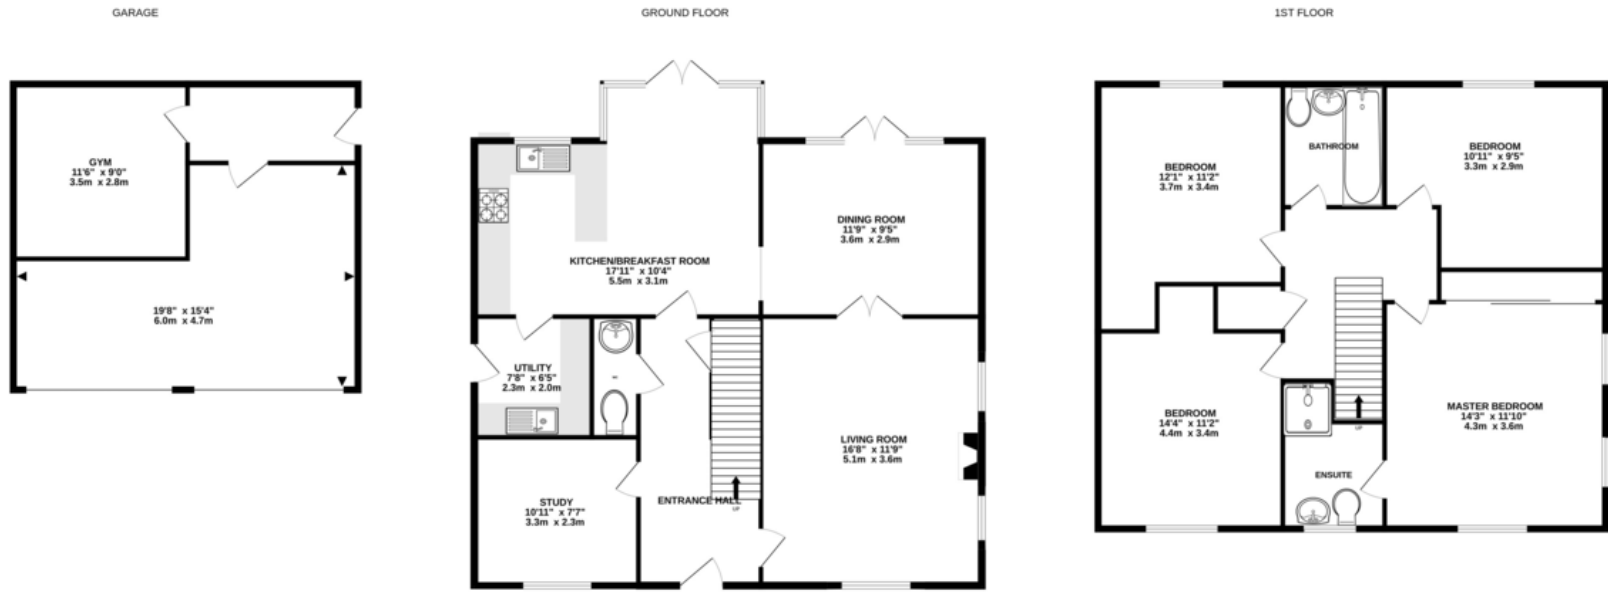 GARAGE
GROUND FLOOR
1ST FLOOR
GYM
11'6" x 9'0"
3.5m x 2.8m
19'8" x 15'4"
6.0m x 4.7m
KITCHEN/BREAKFAST ROOM
17'11" x 10'4"
5.5m x 3.1m
DINING ROOM
11'9" x 9'5"
3.6m x 2.9m
UTILITY
7'8" x 6'5"
2.3m x 2.0m
LIVING ROOM
16'8" x 11'9"
5.1m x 3.6m
STUDY
10'11" x 7'7"
3.3m x 2.3m
ENTRANCE HALL
UP
BEDROOM
12'1" x 11'2"
3.7m x 3.4m
BATHROOM
BEDROOM
10'11" x 9'5"
3.3m x 2.9m
BEDROOM
14'4" x 11'2"
4.4m x 3.4m
MASTER BEDROOM
14'3" x 11'10"
4.3m x 3.6m
UP
ENSUITE